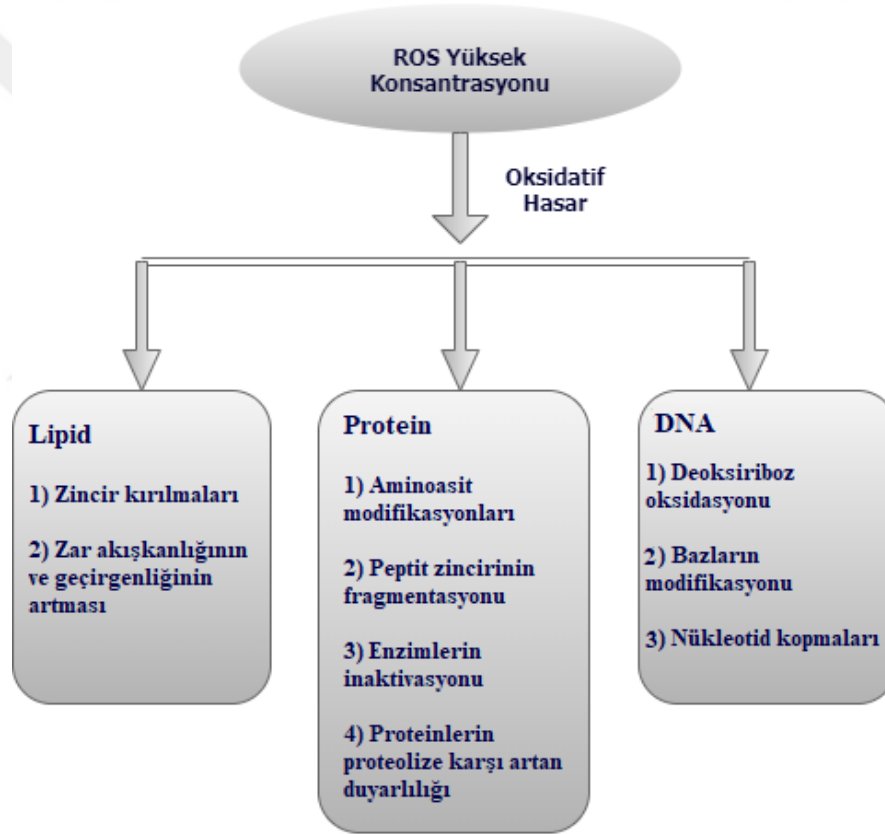 ROS Yüksek
Konsantrasyonu
Oksidatif
Hasar
Lipid
1) Zincir kırılmaları
2) Zar akışkanlığının
ve geçirgenliğinin
artması
Protein
1) Aminoasit
modifikasyonları
2) Peptit zincirinin
fragmentasyonu
3) Enzimlerin
inaktivasyonu
4) Proteinlerin
proteolize karşı artan
duyarlılığı
DNA
1) Deoksiriboz
oksidasyonu
2) Bazların
modifikasyonu
3) Nükleotid kopmaları